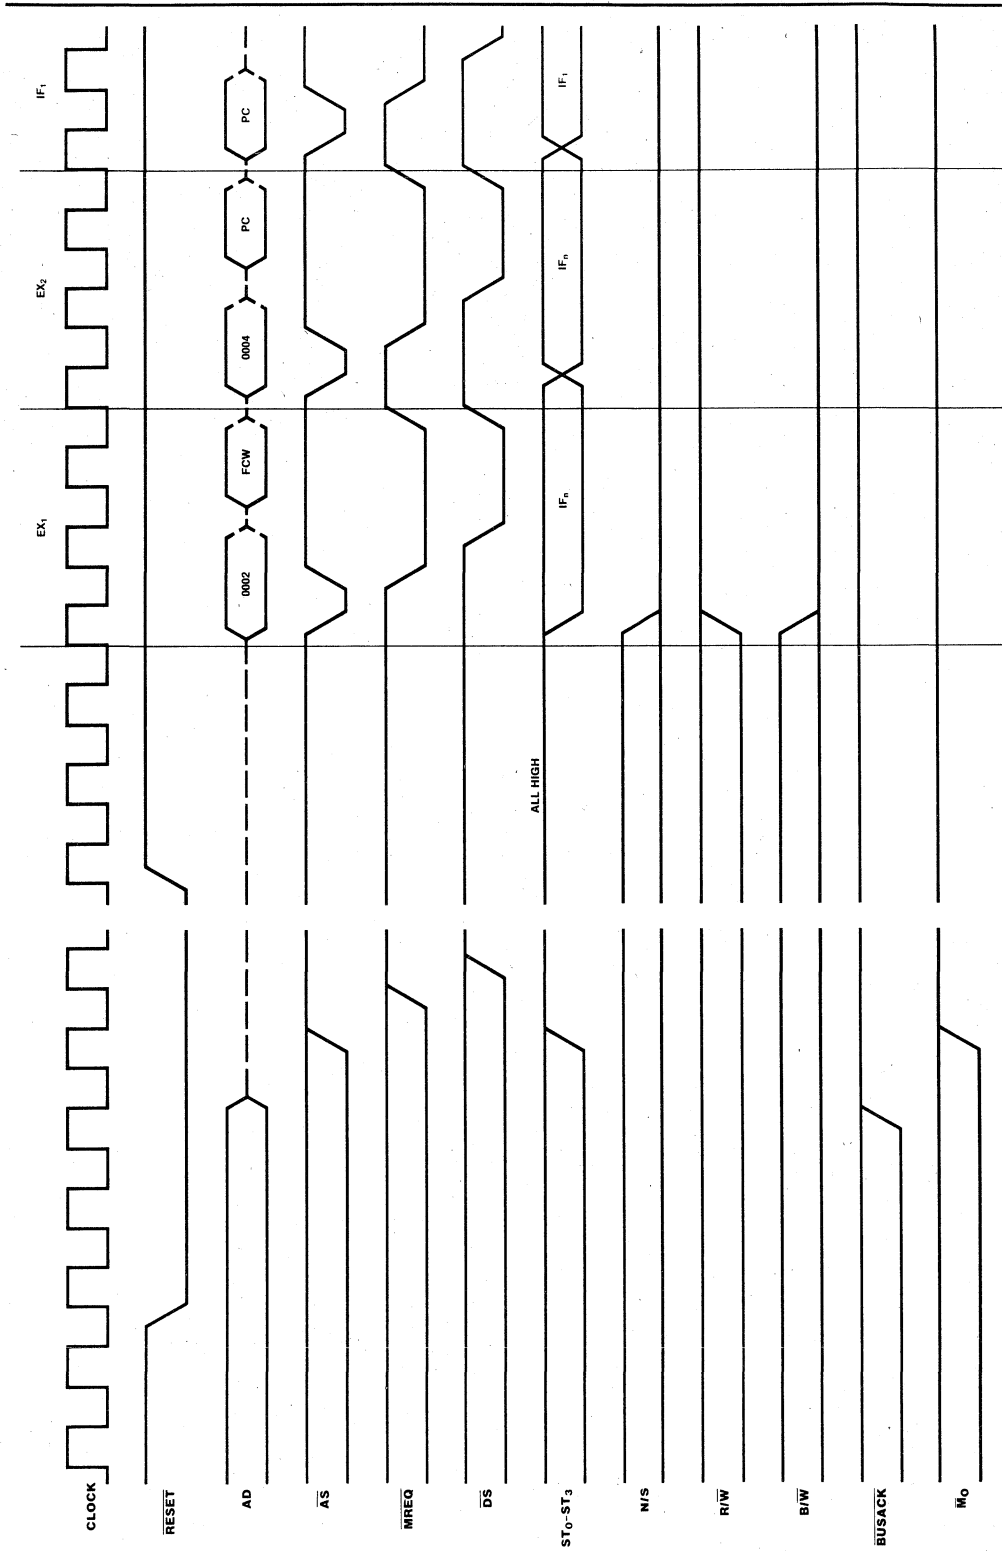 CLOCK
RESET
AD
AS
MREQ
DS
ST0-ST3
N/S
R/W
B/W
BUSACK
M0
ALL HIGH
EX1
EX2
IF1
0002
FCW
0004
PC
PC
IFn
IFn
IF1